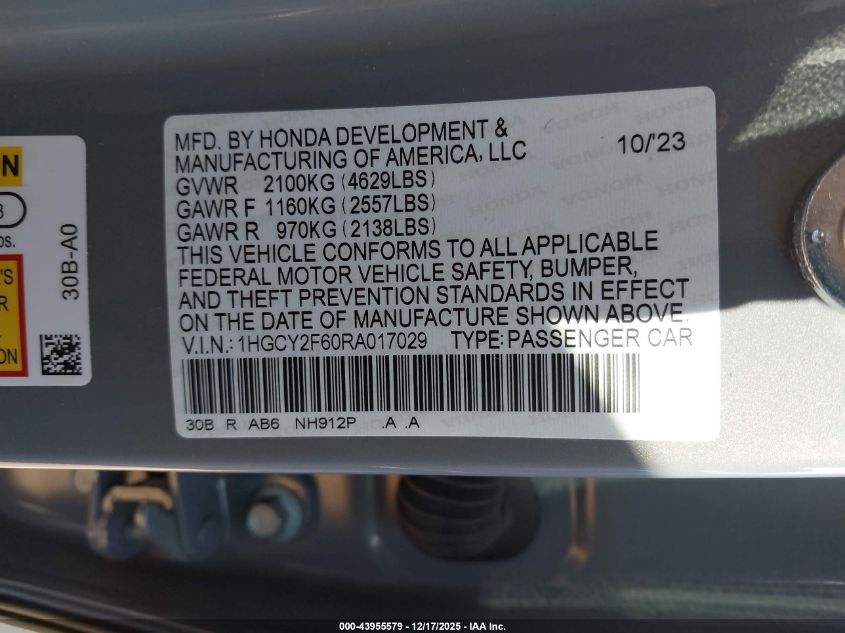 MFD. BY HONDA DEVELOPMENT &
MANUFACTURING OF AMERICA, LLC 10/'23
GVWR 2100KG (4629LBS)
GAWR F 1160KG (2557LBS)
GAWR R 970KG (2138LBS)
THIS VEHICLE CONFORMS TO ALL APPLICABLE
FEDERAL MOTOR VEHICLE SAFETY, BUMPER,
AND THEFT PREVENTION STANDARDS IN EFFECT
ON THE DATE OF MANUFACTURE SHOWN ABOVE.
V.I.N.: 1HGCY2F60RA017029 TYPE: PASSENGER CAR
30B R AB6 NH912P .A .A
30B-A0
000-43955579 - 12/17/2025 - IAA Inc.